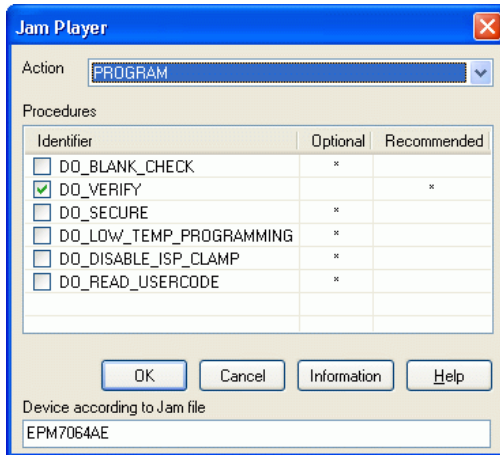 Jam Player
Action PROGRAM
Procedures
Identifier Optional Recommended
DO_BLANK_CHECK *
DO_VERIFY *
DO_SECURE *
DO_LOW_TEMP_PROGRAMMING *
DO_DISABLE_ISP_CLAMP *
DO_READ_USERCODE *
OK Cancel Information Help
Device according to Jam file
EPM7064AE